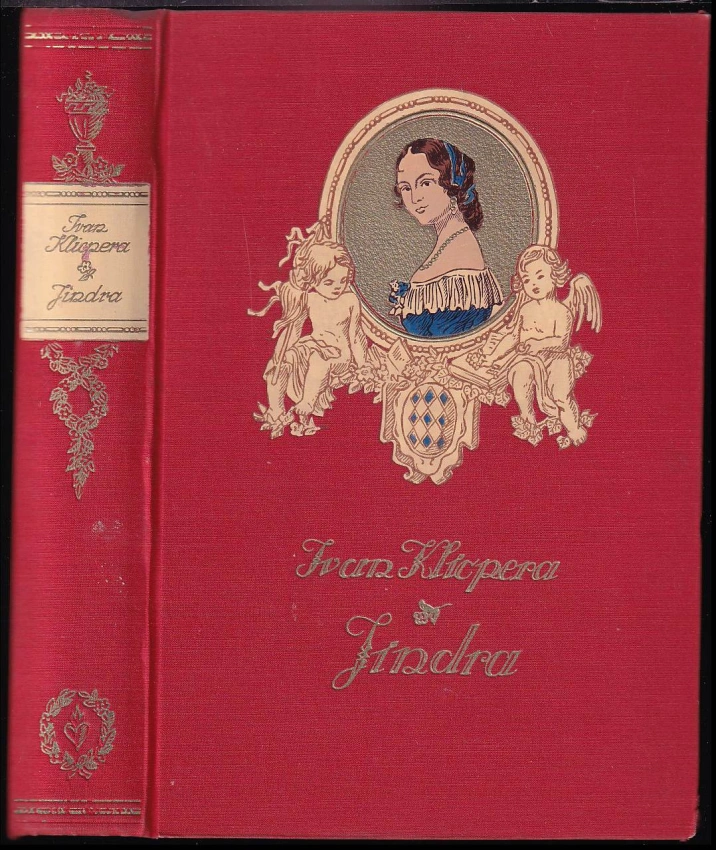 Ivan
Klicpera
Jindra
Ivan Klicpera
Jindra